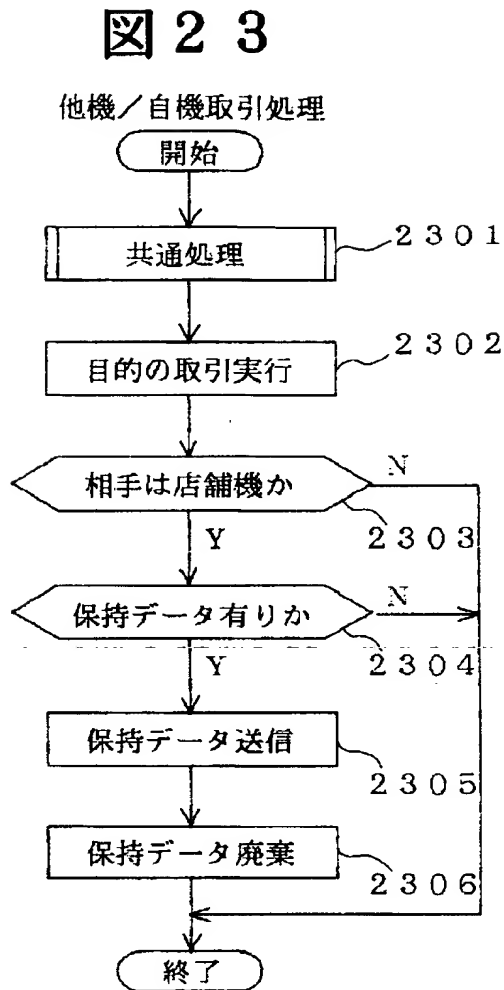 図２３
他機／自機取引処理
開始
共通処理
２３０１
目的の取引実行
２３０２
相手は店舗機か
N
２３０３
Y
保持データ有りか
N
２３０４
Y
保持データ送信
２３０５
保持データ廃棄
２３０６
終了